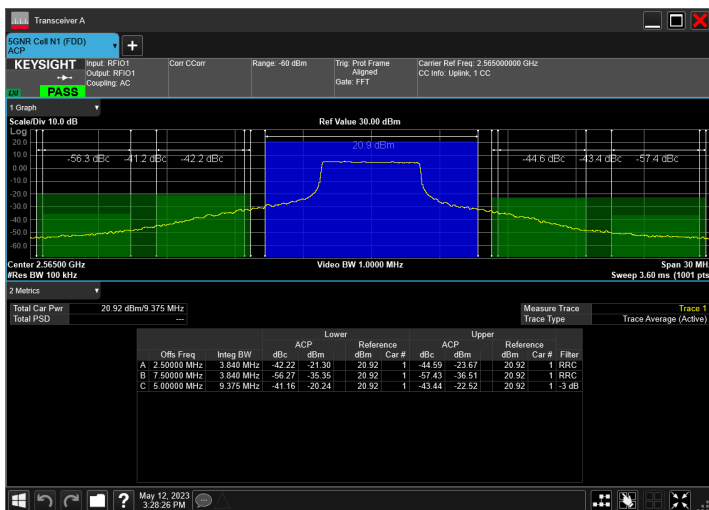 Transceiver A
5GNR Cell N1 (FDD)
ACP
KEYSIGHT
Input: RFIO1
Output: RFIO1
Coupling: AC
Corr CCorr
Range: -60 dBm
Trig: Prot Frame
Aligned
Gate: FFT
Carrier Ref Freq: 2.565000000 GHz
CC Info: Uplink, 1 CC
LXI
PASS
1 Graph
Scale/Div 10.0 dB
Ref Value 30.00 dBm
Log
20.0
10.0
0.00
-10.0
-20.0
-30.0
-40.0
-50.0
-60.0
20.9 dBm
-56.3 dBc
-41.2 dBc
-42.2 dBc
-44.6 dBc
-43.4 dBc
-57.4 dBc
Center 2.56500 GHz
#Res BW 100 kHz
Video BW 1.0000 MHz
Span 30 MH
Sweep 3.60 ms (1001 pts
2 Metrics
Total Car Pwr 20.92 dBm/9.375 MHz
Total PSD ---
Measure Trace Trace 1
Trace Type Trace Average (Active)
Lower Upper
ACP Reference ACP Reference
Offs Freq Integ BW dBc dBm dBm Car # dBc dBm dBm Car # Filter
A 2.50000 MHz 3.840 MHz -42.22 -21.30 20.92 1 -44.59 -23.67 20.92 1 RRC
B 7.50000 MHz 3.840 MHz -56.27 -35.35 20.92 1 -57.43 -36.51 20.92 1 RRC
C 5.00000 MHz 9.375 MHz -41.16 -20.24 20.92 1 -43.44 -22.52 20.92 1 -3 dB
?
May 12, 2023
3:28:26 PM